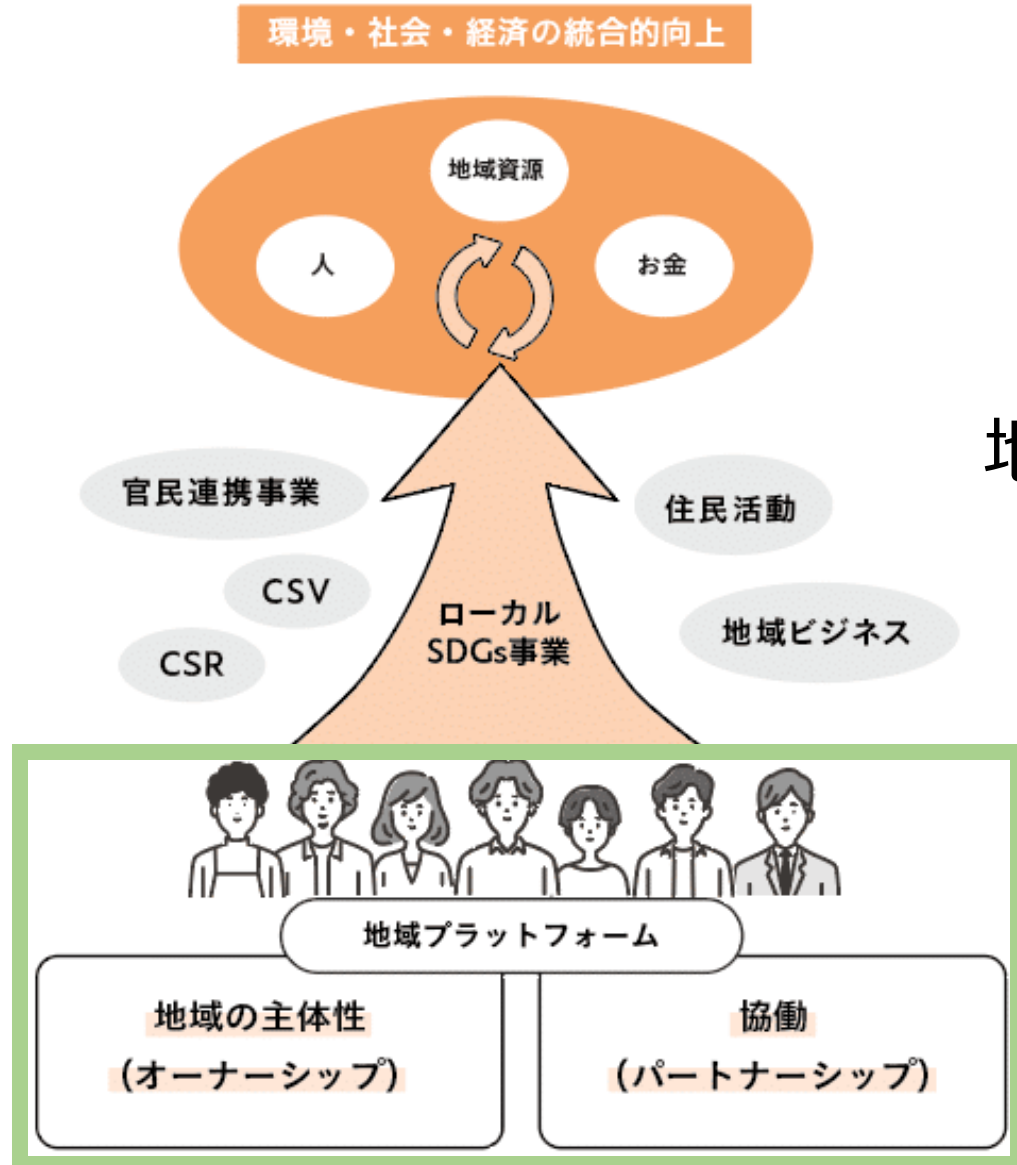 環境・社会・経済の統合的向上
地域資源
人
お金
官民連携事業
住民活動
CSV
ローカル
SDGs事業
地域ビジネス
CSR
地域プラットフォーム
地域の主体性
(オーナーシップ)
協働
(パートナーシップ)